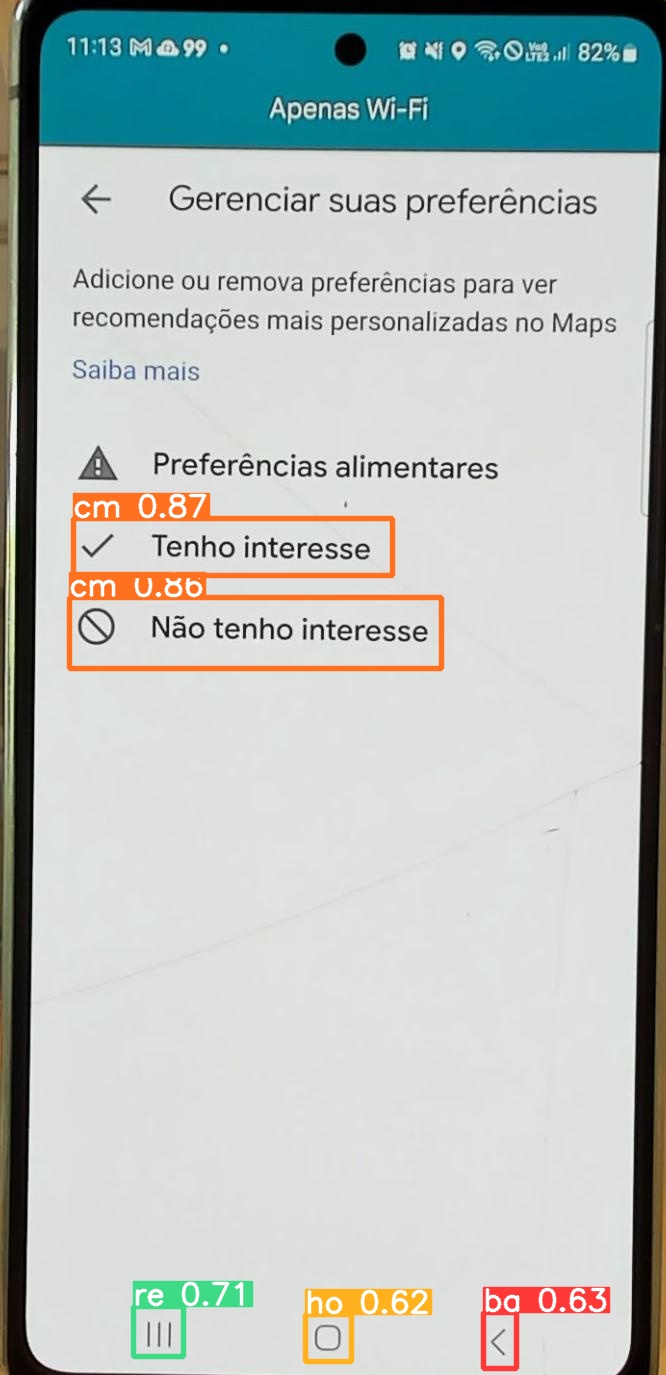 11:13 M 99 •
Vo))
LTE2
82%
Apenas Wi-Fi
Gerenciar suas preferências
Adicione ou remova preferências para ver
recomendações mais personalizadas no Maps
Saiba mais
Preferências alimentares
cm 0.87
Tenho interesse
cm 0.86
Não tenho interesse
re 0.71
ho 0.62
ba 0.63